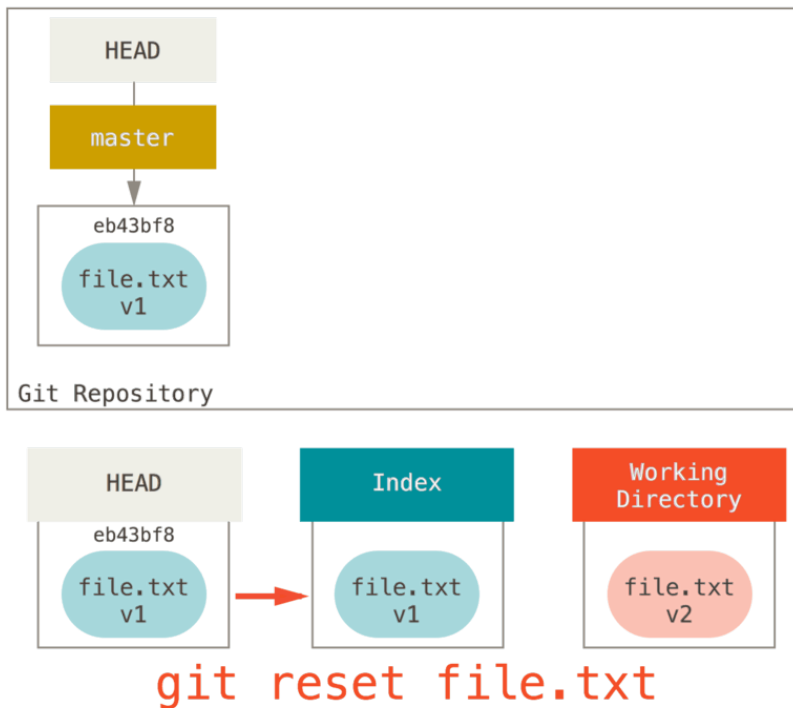 HEAD
master
eb43bf8
file.txt
v1
Git Repository
HEAD
Index
Working
Directory
eb43bf8
file.txt
v1
file.txt
v1
file.txt
v2
git reset file.txt